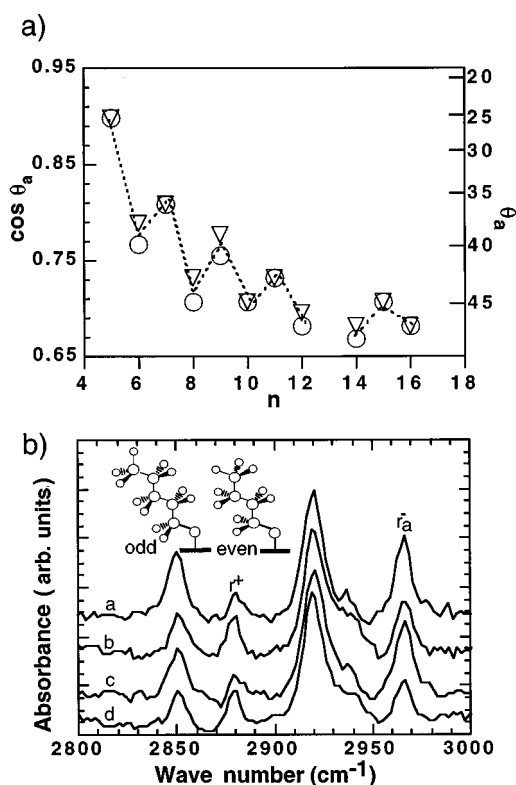 a)
0.95
0.85
0.75
0.65
cos θa
20
25
30
35
40
45
θa
4 6 8 10 12 14 16 18
n
b)
Absorbance ( arb. units)
odd even
r+
r-a
a
b
c
d
2800 2850 2900 2950 3000
Wave number (cm-1)